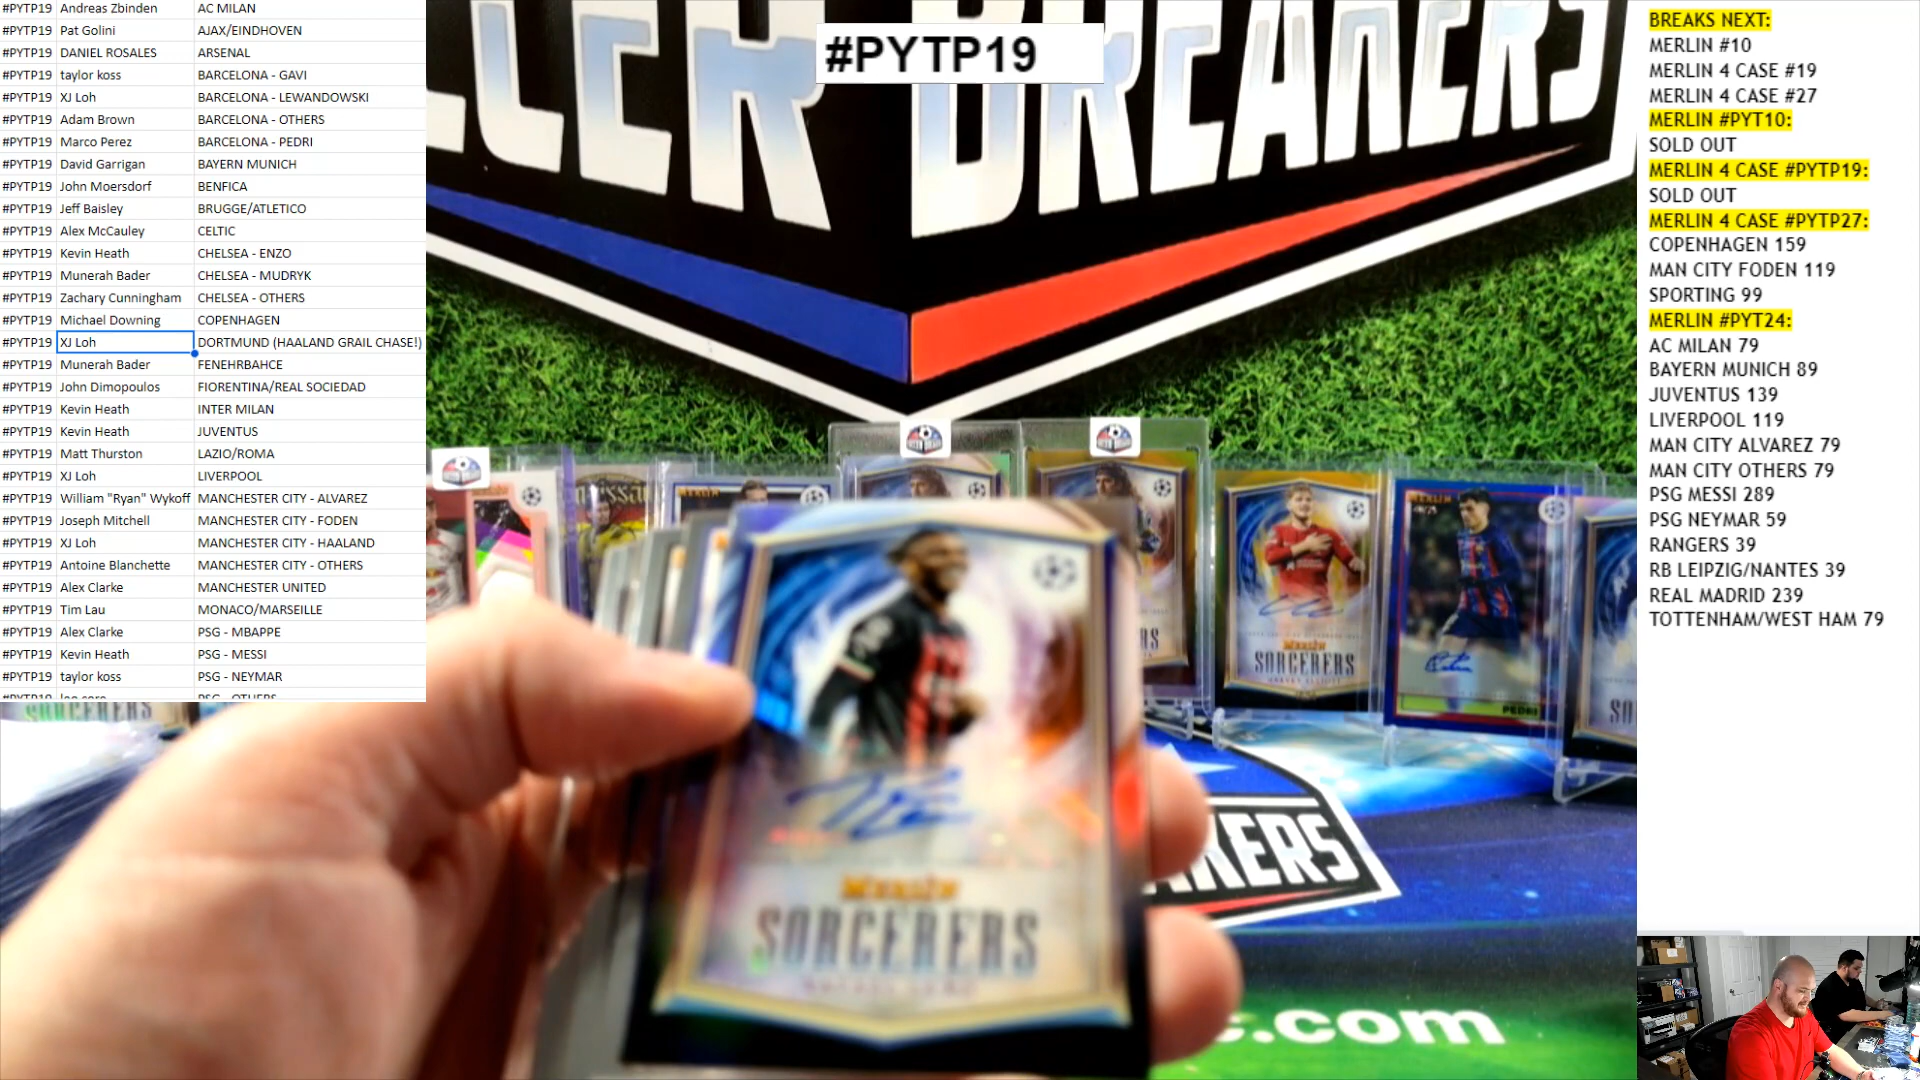 #PYTP19 Andreas Zbinden AC MILAN
#PYTP19 Pat Golini AJAX/EINDHOVEN
#PYTP19 DANIEL ROSALES ARSENAL
#PYTP19 taylor koss BARCELONA - GAVI
#PYTP19 XJ Loh BARCELONA - LEWANDOWSKI
#PYTP19 Adam Brown BARCELONA - OTHERS
#PYTP19 Marco Perez BARCELONA - PEDRI
#PYTP19 David Garrigan BAYERN MUNICH
#PYTP19 John Moersdorf BENFICA
#PYTP19 Jeff Baisley BRUGGE/ATLETICO
#PYTP19 Alex McCauley CELTIC
#PYTP19 Kevin Heath CHELSEA - ENZO
#PYTP19 Munerah Bader CHELSEA - MUDRYK
#PYTP19 Zachary Cunningham CHELSEA - OTHERS
#PYTP19 Michael Downing COPENHAGEN
#PYTP19 XJ Loh DORTMUND (HAALAND GRAIL CHASE!)
#PYTP19 Munerah Bader FENEHRBAHCE
#PYTP19 John Dimopoulos FIORENTINA/REAL SOCIEDAD
#PYTP19 Kevin Heath INTER MILAN
#PYTP19 Kevin Heath JUVENTUS
#PYTP19 Matt Thurston LAZIO/ROMA
#PYTP19 XJ Loh LIVERPOOL
#PYTP19 William "Ryan" Wykoff MANCHESTER CITY - ALVAREZ
#PYTP19 Joseph Mitchell MANCHESTER CITY - FODEN
#PYTP19 XJ Loh MANCHESTER CITY - HAALAND
#PYTP19 Antoine Blanchette MANCHESTER CITY - OTHERS
#PYTP19 Alex Clarke MANCHESTER UNITED
#PYTP19 Tim Lau MONACO/MARSEILLE
#PYTP19 Alex Clarke PSG - MBAPPE
#PYTP19 Kevin Heath PSG - MESSI
#PYTP19 taylor koss PSG - NEYMAR
#PYTP19
#PYTP19
BREAKERS
MERLIN
SORCERERS
MERLIN
SORCERERS
PEDRI
.com
BREAKS NEXT:
MERLIN #10
MERLIN 4 CASE #19
MERLIN 4 CASE #27
MERLIN #PYT10:
SOLD OUT
MERLIN 4 CASE #PYTP19:
SOLD OUT
MERLIN 4 CASE #PYTP27:
COPENHAGEN 159
MAN CITY FODEN 119
SPORTING 99
MERLIN #PYT24:
AC MILAN 79
BAYERN MUNICH 89
JUVENTUS 139
LIVERPOOL 119
MAN CITY ALVAREZ 79
MAN CITY OTHERS 79
PSG MESSI 289
PSG NEYMAR 59
RANGERS 39
RB LEIPZIG/NANTES 39
REAL MADRID 239
TOTTENHAM/WEST HAM 79